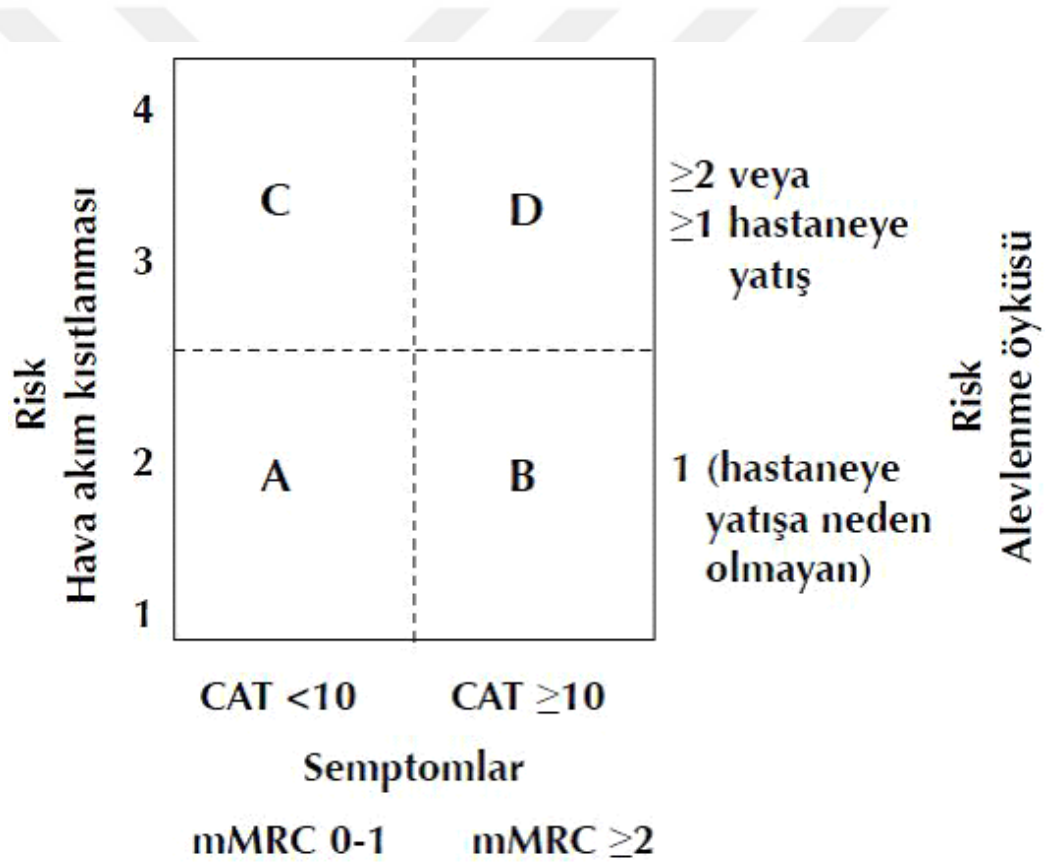 Risk
Hava akım kısıtlanması
4
3
2
1
C
D
A
B
≥2 veya
≥1 hastaneye
yatış
1 (hastaneye
yatışa neden
olmayan)
Risk
Alevlenme öyküsü
CAT <10
CAT ≥10
Semptomlar
mMRC 0-1
mMRC ≥2